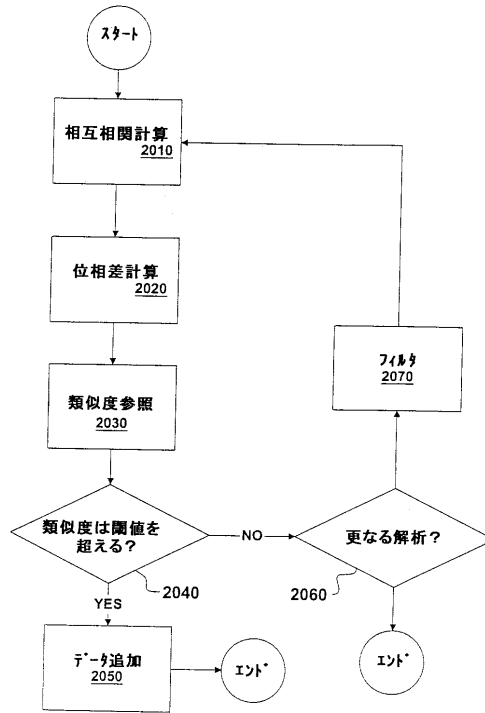 ｽﾀｰﾄ
相互相関計算
2010
位相差計算
2020
類似度参照
2030
類似度は閾値を
超える?
2040
NO
YES
データ追加
2050
ｴﾝﾄﾞ
更なる解析?
2060
ﾌｨﾙﾀ
2070
ｴﾝﾄﾞ